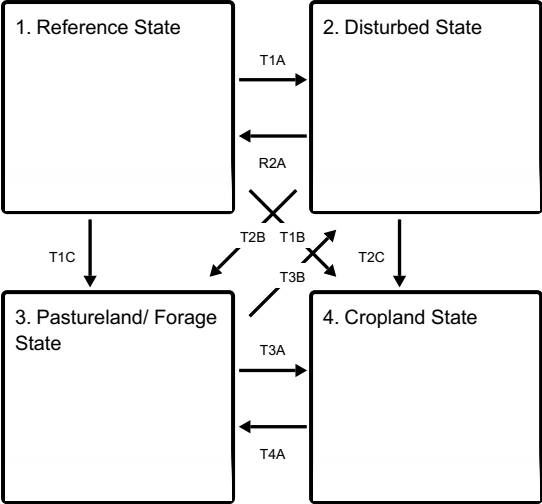 1. Reference State
2. Disturbed State
T1A
R2A
T2B
T1B
T1C
T2C
T3B
3. Pastureland/ Forage
State
4. Cropland State
T3A
T4A